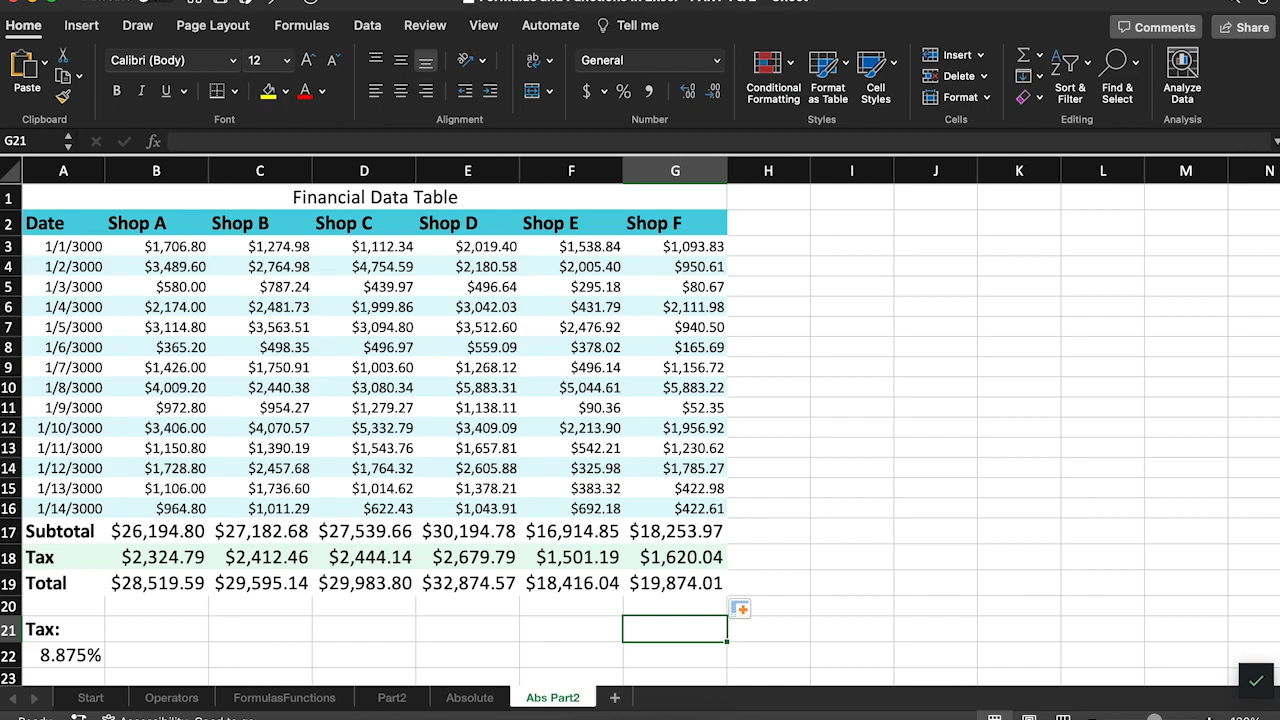 Home Insert Draw Page Layout Formulas Data Review View Automate Tell me Comments Share
Paste Calibri (Body) 12 A A ab General Conditional Formatting Format as Table Cell Styles Insert Delete Format Sort & Filter Find & Select Analyze Data
B I U A $ %
Clipboard Font Alignment Number Styles Cells Editing Analysis
G21 fx
A B C D E F G H I J K L M N
1 Financial Data Table
2 Date Shop A Shop B Shop C Shop D Shop E Shop F
3 1/1/3000 $1,706.80 $1,274.98 $1,112.34 $2,019.40 $1,538.84 $1,093.83
4 1/2/3000 $3,489.60 $2,764.98 $4,754.59 $2,180.58 $2,005.40 $950.61
5 1/3/3000 $580.00 $787.24 $439.97 $496.64 $295.18 $80.67
6 1/4/3000 $2,174.00 $2,481.73 $1,999.86 $3,042.03 $431.79 $2,111.98
7 1/5/3000 $3,114.80 $3,563.51 $3,094.80 $3,512.60 $2,476.92 $940.50
8 1/6/3000 $365.20 $498.35 $496.97 $559.09 $378.02 $165.69
9 1/7/3000 $1,426.00 $1,750.91 $1,003.60 $1,268.12 $496.14 $1,156.72
10 1/8/3000 $4,009.20 $2,440.38 $3,080.34 $5,883.31 $5,044.61 $5,883.22
11 1/9/3000 $972.80 $954.27 $1,279.27 $1,138.11 $90.36 $52.35
12 1/10/3000 $3,406.00 $4,070.57 $5,332.79 $3,409.09 $2,213.90 $1,956.92
13 1/11/3000 $1,150.80 $1,390.19 $1,543.76 $1,657.81 $542.21 $1,230.62
14 1/12/3000 $1,728.80 $2,457.68 $1,764.32 $2,605.88 $325.98 $1,785.27
15 1/13/3000 $1,106.00 $1,736.60 $1,014.62 $1,378.21 $383.32 $422.98
16 1/14/3000 $964.80 $1,011.29 $622.43 $1,043.91 $692.18 $422.61
17 Subtotal $26,194.80 $27,182.68 $27,539.66 $30,194.78 $16,914.85 $18,253.97
18 Tax $2,324.79 $2,412.46 $2,444.14 $2,679.79 $1,501.19 $1,620.04
19 Total $28,519.59 $29,595.14 $29,983.80 $32,874.57 $18,416.04 $19,874.01
20
21 Tax:
22 8.875%
23
Start Operators FormulasFunctions Part2 Absolute Abs Part2